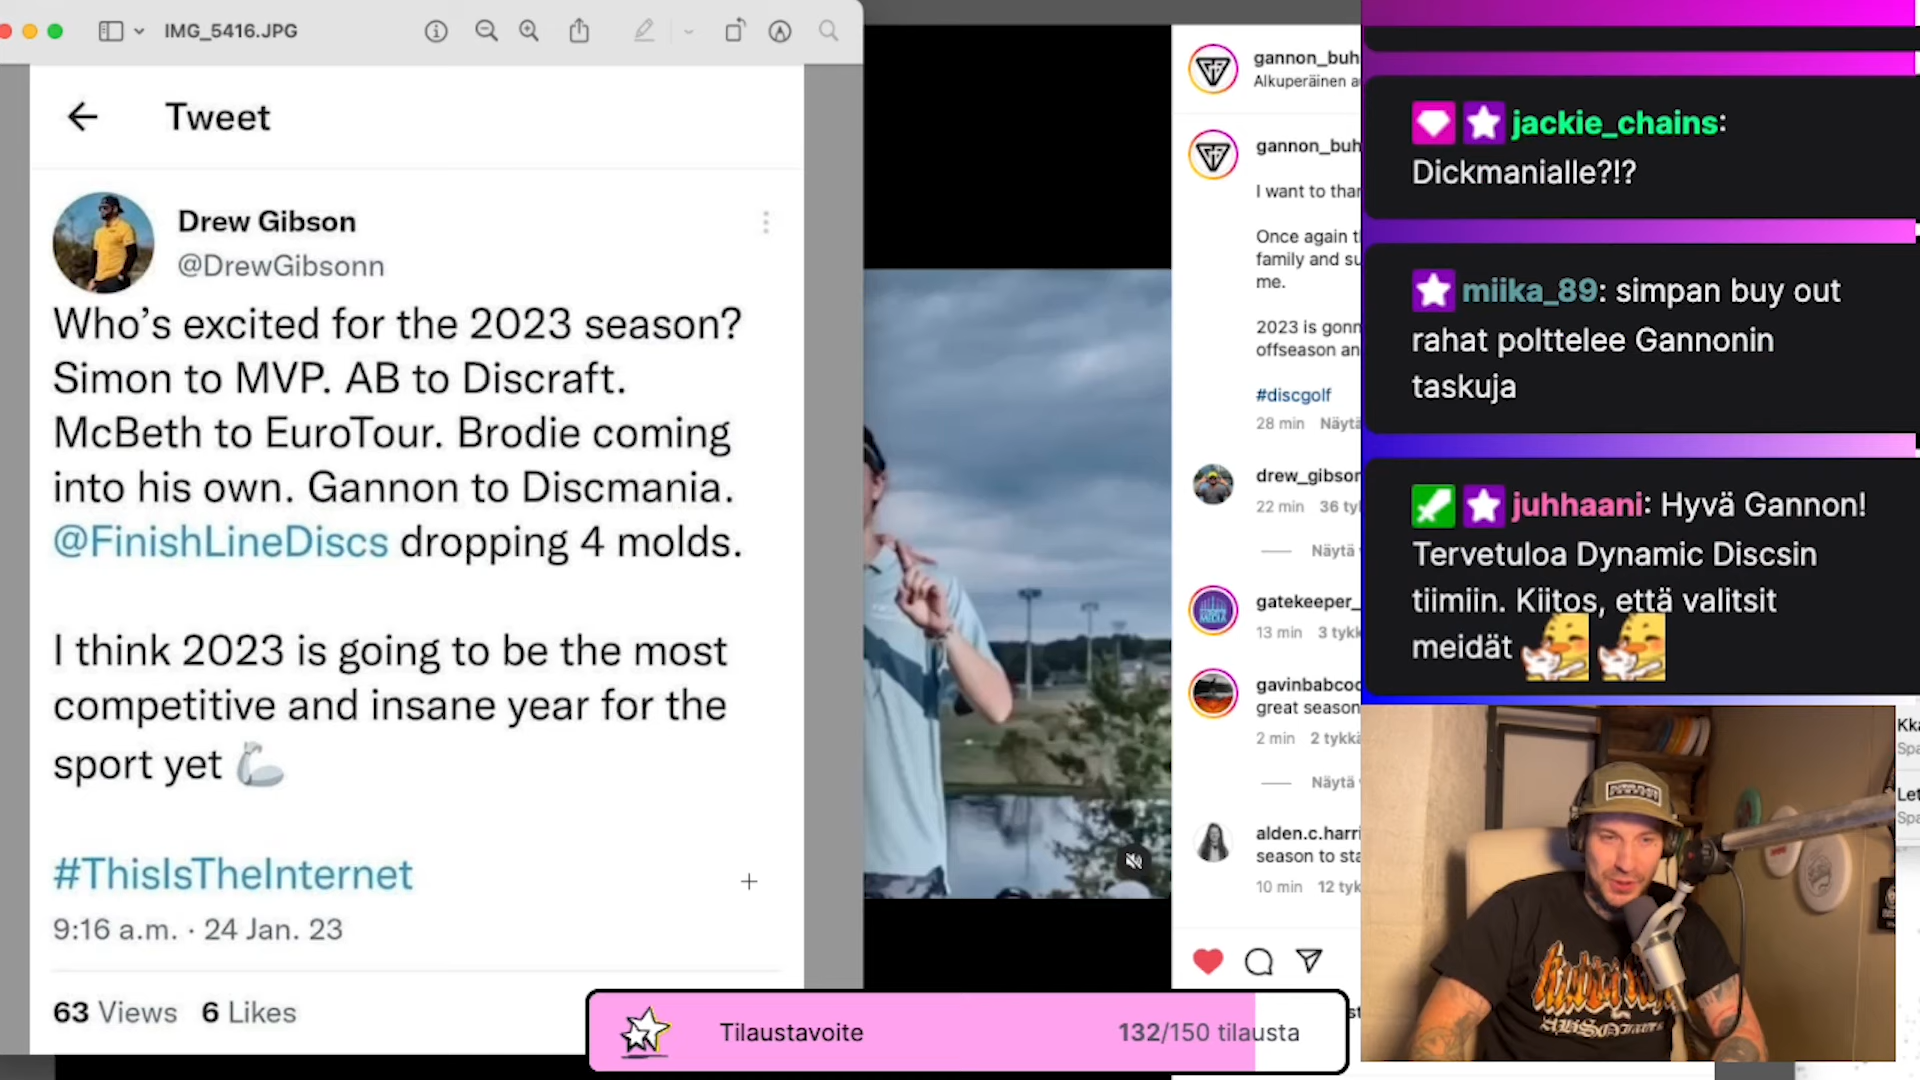 IMG_5416.JPG
Tweet
Drew Gibson
@DrewGibsonn
Who’s excited for the 2023 season?
Simon to MVP. AB to Discraft.
McBeth to EuroTour. Brodie coming
into his own. Gannon to Discmania.
@FinishLineDiscs dropping 4 molds.
I think 2023 is going to be the most
competitive and insane year for the
sport yet
#ThisIsTheInternet
9:16 a.m. · 24 Jan. 23
63 Views 6 Likes
gannon_buh
Alkuperäinen a
gannon_buh
I want to than
Once again t
family and su
me.
2023 is gonn
offseason an
#discgolf
28 min Näytä
drew_gibson
22 min 36 tyk
Näytä
gatekeeper_
13 min 3 tykk
gavinbabcoc
great season
2 min 2 tykkä
Näytä
alden.c.harri
season to sta
10 min 12 tyk
jackie_chains:
Dickmanialle?!?
miika_89: simpan buy out
rahat polttelee Gannonin
taskuja
juhhaani: Hyvä Gannon!
Tervetuloa Dynamic Discsin
tiimiin. Kiitos, että valitsit
meidät
Kka
Spa
Let
Spa
Tilaustavoite 132/150 tilausta